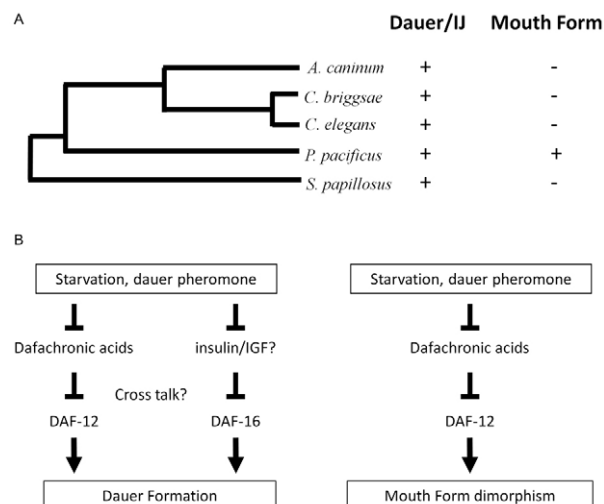 A
Dauer/IJ Mouth Form
A. caninum + -
C. briggsae + -
C. elegans + -
P. pacificus + +
S. papillosus + -
B
Starvation, dauer pheromone Starvation, dauer pheromone
Dafachronic acids insulin/IGF? Dafachronic acids
Cross talk?
DAF-12 DAF-16 DAF-12
Dauer Formation Mouth Form dimorphism